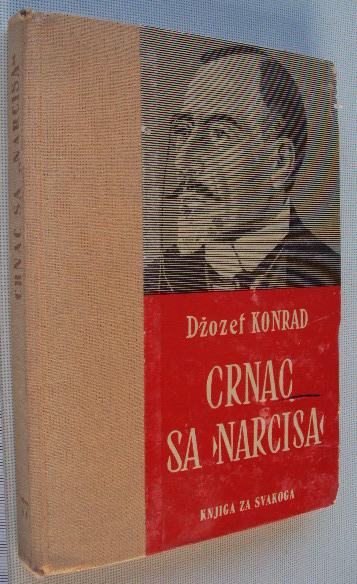 CRNAC SA „NARCISA“
Džozef KONRAD
CRNAC
SA ›NARCISA‹
KNJIGA ZA SVAKOGA